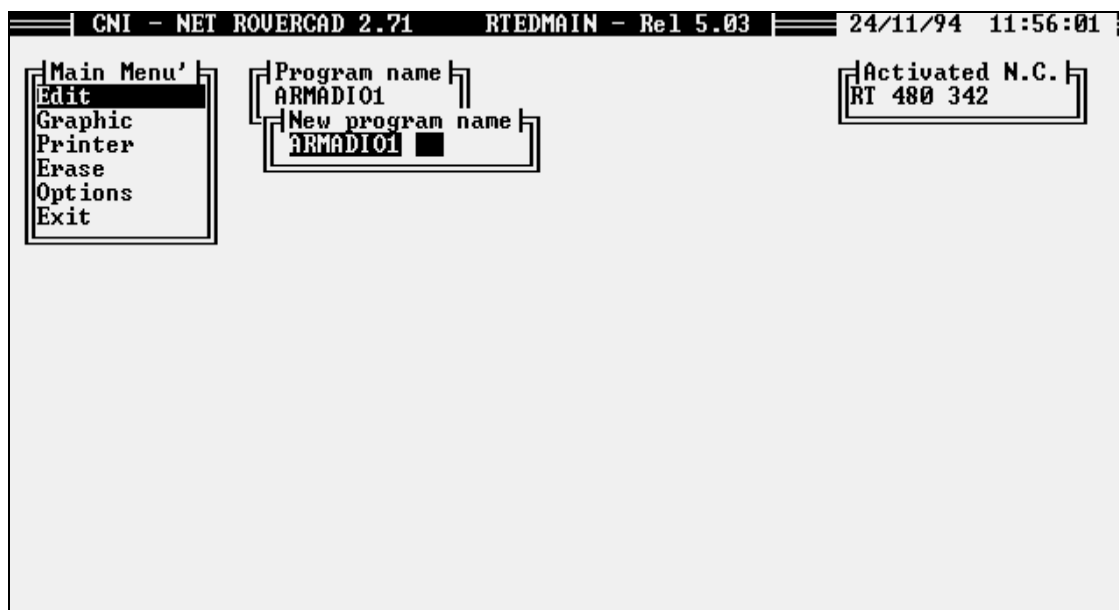 CNI - NET ROVERCAD 2.71 RTEDMAIN - Rel 5.03 24/11/94 11:56:01
Main Menu'
Edit
Graphic
Printer
Erase
Options
Exit
Program name
ARMADIO1
New program name
ARMADIO1
Activated N.C.
RT 480 342